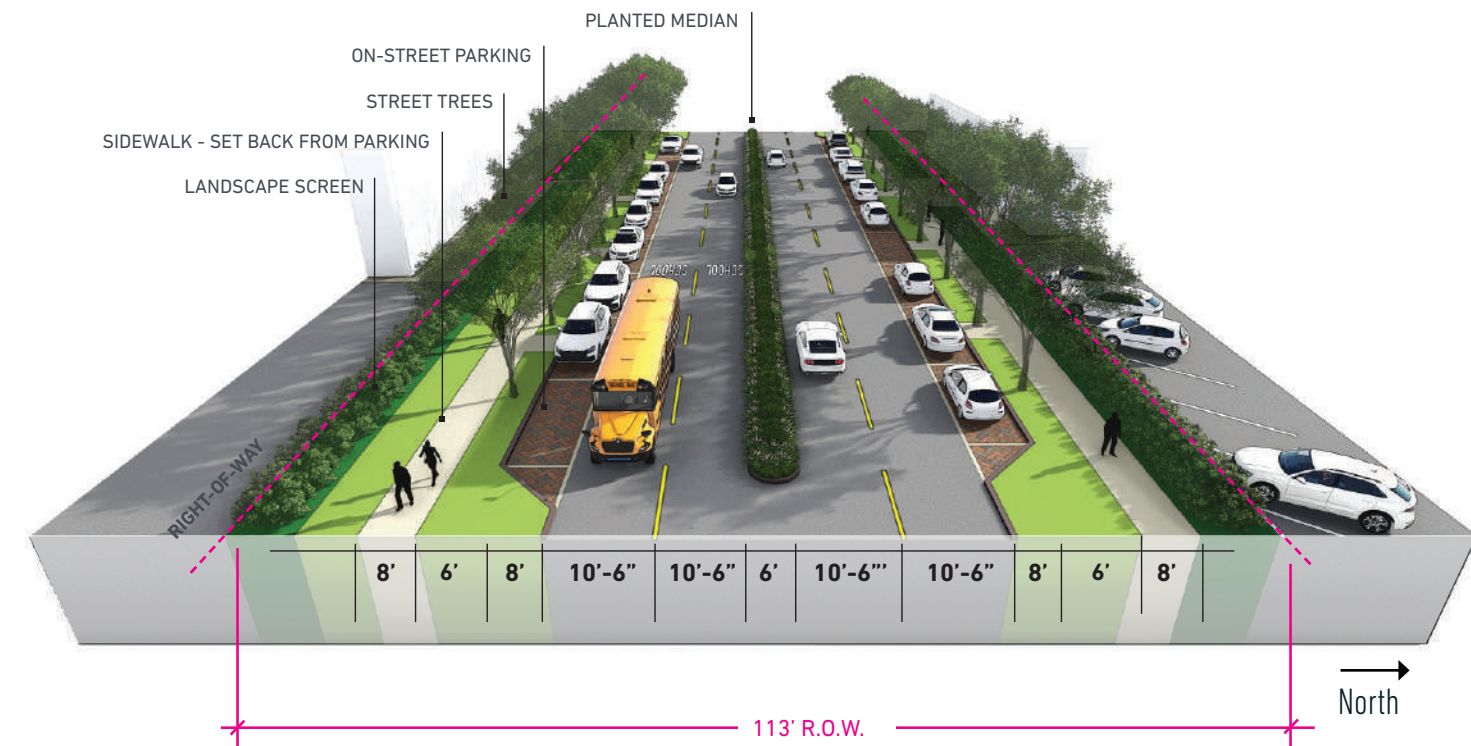 PLANTED MEDIAN
ON-STREET PARKING
STREET TREES
SIDEWALK - SET BACK FROM PARKING
LANDSCAPE SCREEN
RIGHT-OF-WAY
8’ 6’ 8’ 10’-6” 10’-6” 6’ 10’-6”’ 10’-6” 8’ 6’ 8’
North
113’ R.O.W.